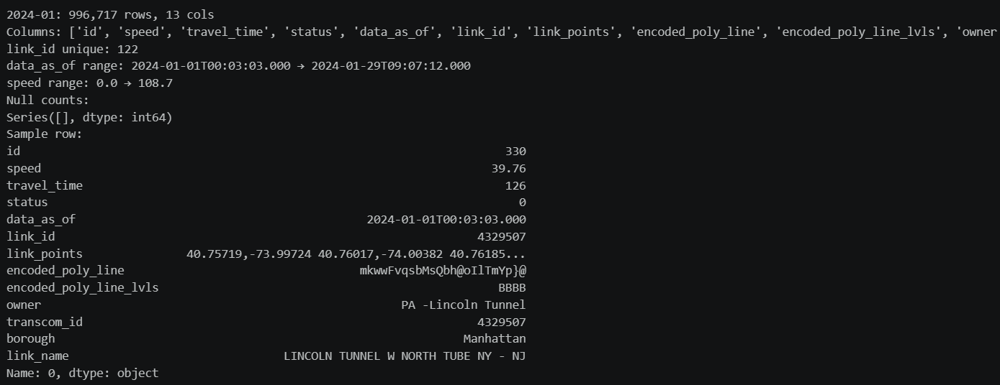 2024-01: 996,717 rows, 13 cols
Columns: ['id', 'speed', 'travel_time', 'status', 'data_as_of', 'link_id', 'link_points', 'encoded_poly_line', 'encoded_poly_line_lvls', 'owner
link_id unique: 122
data_as_of range: 2024-01-01T00:03:03.000 → 2024-01-29T09:07:12.000
speed range: 0.0 → 108.7
Null counts:
Series([], dtype: int64)
Sample row:
id 330
speed 39.76
travel_time 126
status 0
data_as_of 2024-01-01T00:03:03.000
link_id 4329507
link_points 40.75719,-73.99724 40.76017,-74.00382 40.76185...
encoded_poly_line mkwwFvqsbMsQbh@oIlTmYp}@
encoded_poly_line_lvls BBBB
owner PA -Lincoln Tunnel
transcom_id 4329507
borough Manhattan
link_name LINCOLN TUNNEL W NORTH TUBE NY - NJ
Name: 0, dtype: object